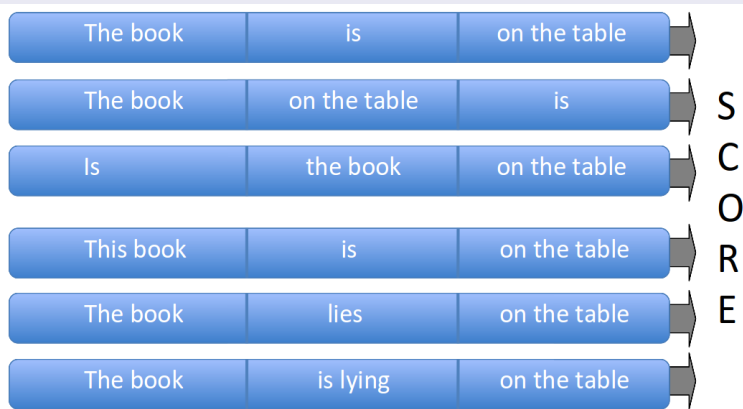 The book is on the table
The book on the table is
Is the book on the table
This book is on the table
The book lies on the table
The book is lying on the table
S
C
O
R
E